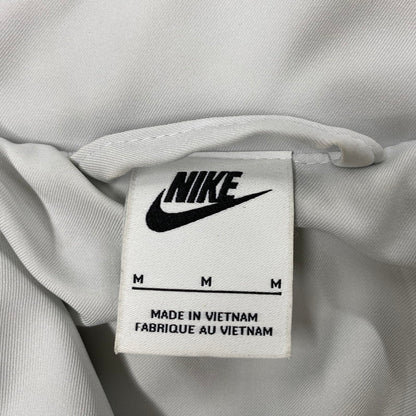 NIKE
M M M
MADE IN VIETNAM
FABRIQUE AU VIETNAM